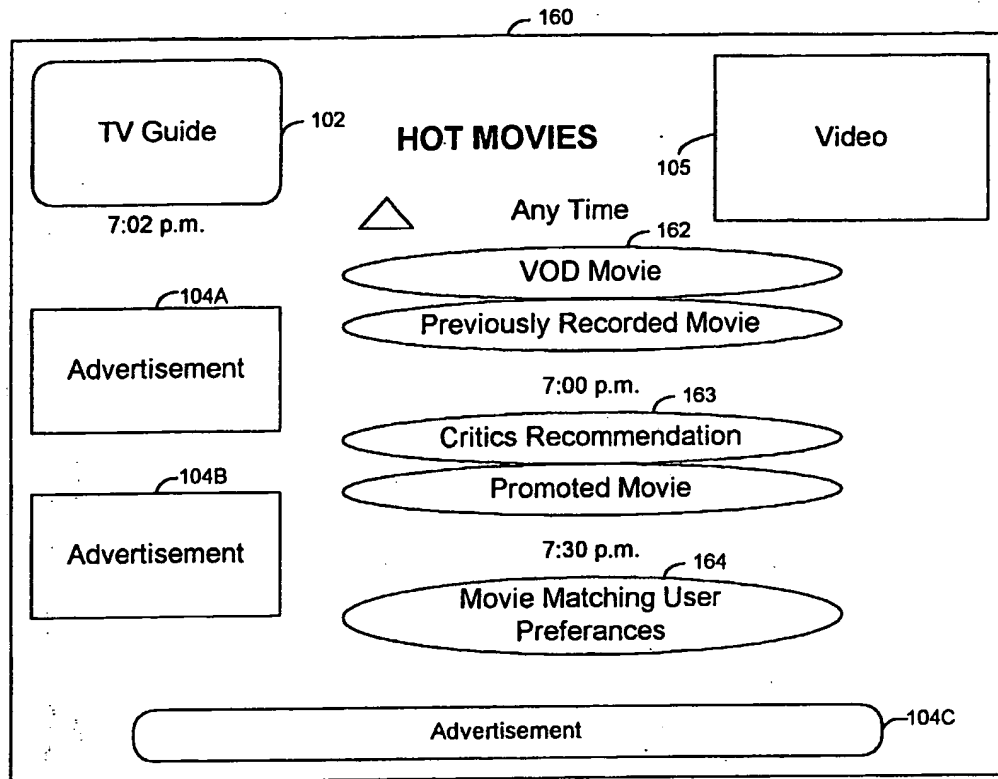 160
TV Guide
102
HOT MOVIES
105
Video
7:02 p.m.
Any Time
162
VOD Movie
104A
Previously Recorded Movie
Advertisement
7:00 p.m.
163
Critics Recommendation
104B
Promoted Movie
Advertisement
7:30 p.m.
164
Movie Matching User
Preferances
Advertisement
104C